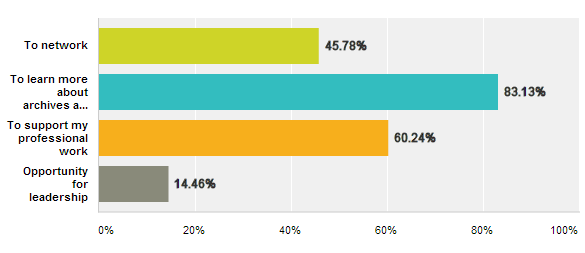 To network
45.78%
To learn more
about
archives a...
83.13%
To support my
professional
work
60.24%
Opportunity
for
leadership
14.46%
0% 20% 40% 60% 80% 100%